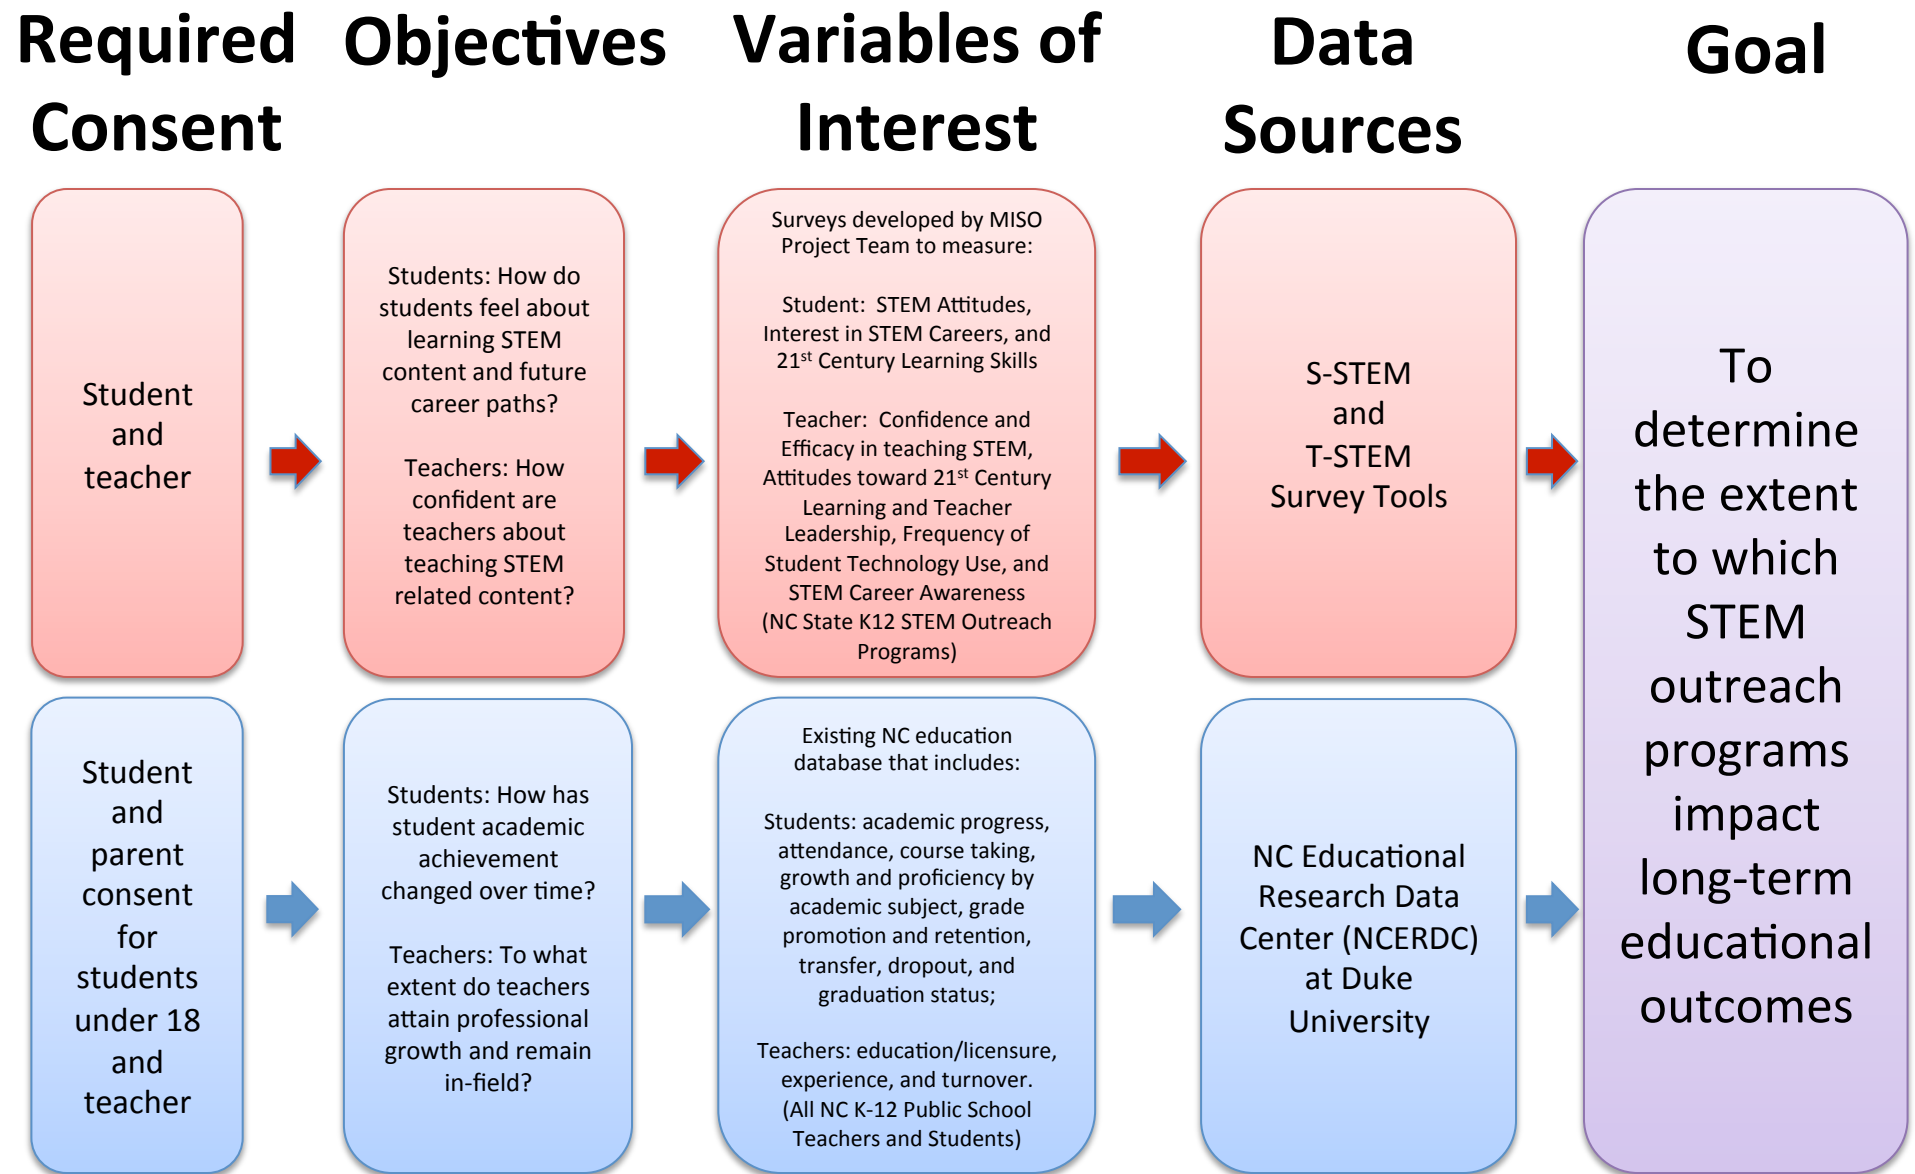 Required
Consent
Objectives
Variables of
Interest
Data
Sources
Goal
Student
and
teacher
Students: How do
students feel about
learning STEM
content and future
career paths?
Teachers: How
confident are
teachers about
teaching STEM
related content?
Surveys developed by MISO
Project Team to measure:
Student:  STEM Attitudes,
Interest in STEM Careers, and
21st Century Learning Skills
Teacher:  Confidence and
Efficacy in teaching STEM,
Attitudes toward 21st Century
Learning and Teacher
Leadership, Frequency of
Student Technology Use, and
STEM Career Awareness
(NC State K12 STEM Outreach
Programs)
S-STEM
and
T-STEM
Survey Tools
Student
and
parent
consent
for
students
under 18
and
teacher
Students: How has
student academic
achievement
changed over time?
Teachers: To what
extent do teachers
attain professional
growth and remain
in-field?
Existing NC education
database that includes:
Students: academic progress,
attendance, course taking,
growth and proficiency by
academic subject, grade
promotion and retention,
transfer, dropout, and
graduation status;
Teachers: education/licensure,
experience, and turnover.
(All NC K-12 Public School
Teachers and Students)
NC Educational
Research Data
Center (NCERDC)
at Duke
University
To
determine
the extent
to which
STEM
outreach
programs
impact
long-term
educational
outcomes